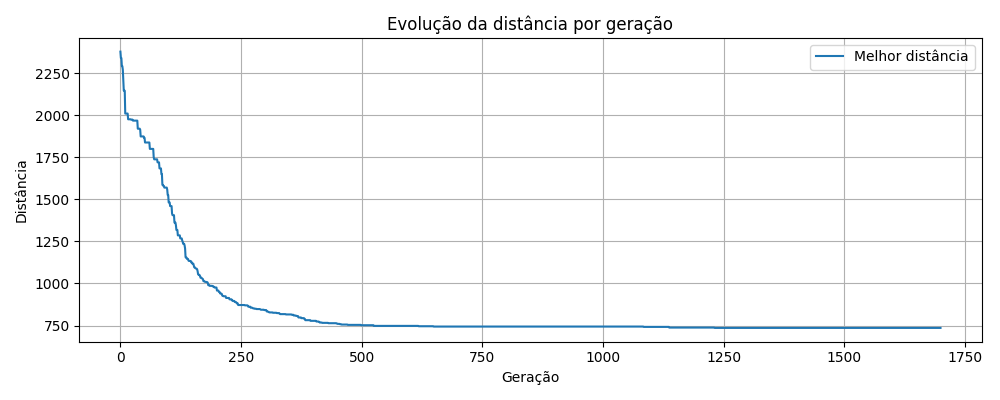 Evolução da distância por geração
Melhor distância
Distância
2250
2000
1750
1500
1250
1000
750
0 250 500 750 1000 1250 1500 1750
Geração